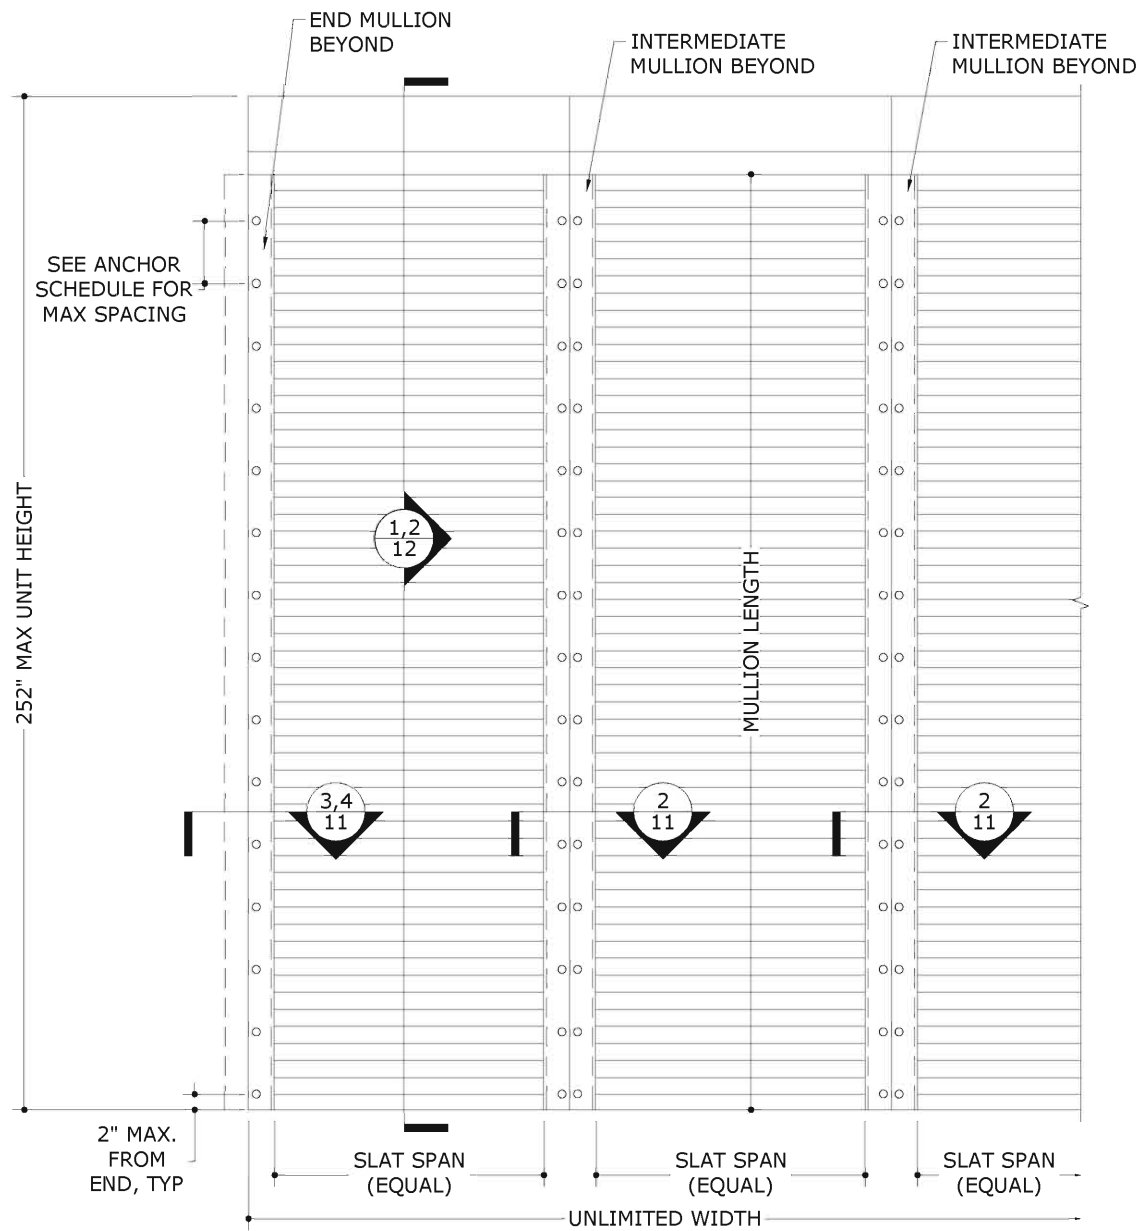 END MULLION
BEYOND
INTERMEDIATE
MULLION BEYOND
INTERMEDIATE
MULLION BEYOND
SEE ANCHOR
SCHEDULE FOR
MAX SPACING
252" MAX UNIT HEIGHT
1,2
12
MULLION LENGTH
3,4
11
2
11
2
11
2" MAX.
FROM
END, TYP
SLAT SPAN
(EQUAL)
SLAT SPAN
(EQUAL)
SLAT SPAN
(EQUAL)
UNLIMITED WIDTH